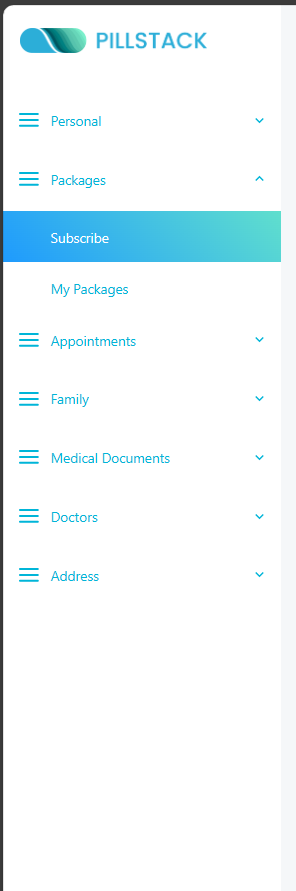 PILLSTACK
Personal
Packages
Subscribe
My Packages
Appointments
Family
Medical Documents
Doctors
Address